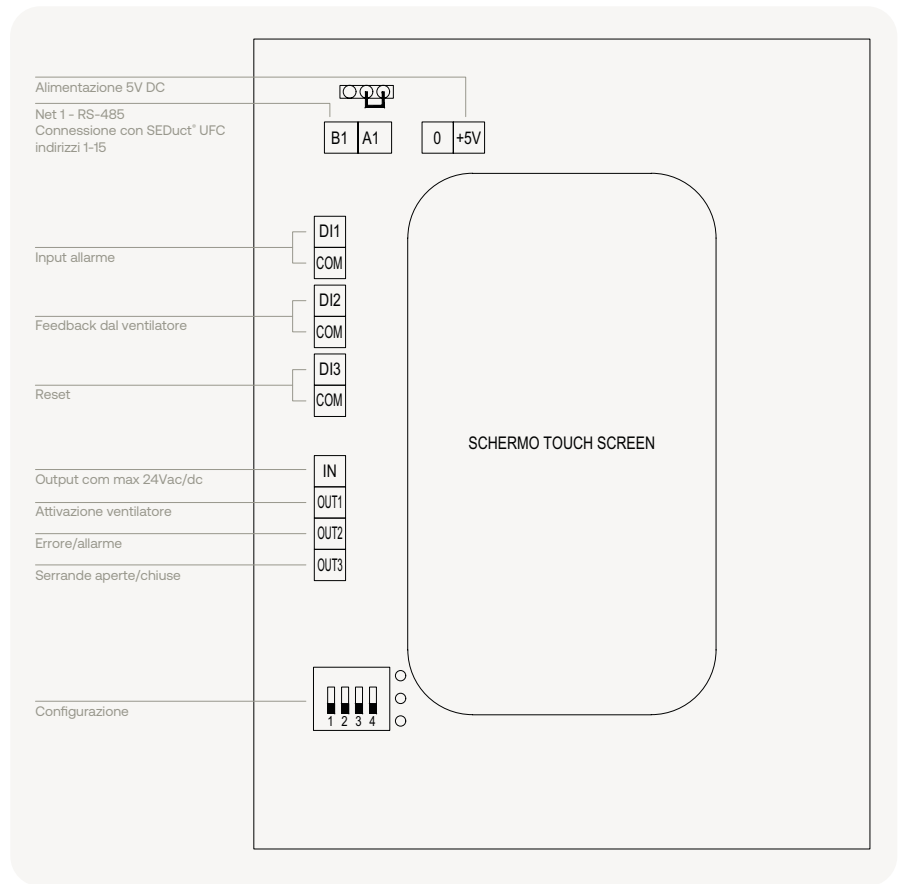 Alimentazione 5V DC
Net 1 - RS-485
Connessione con SEDuct® UFC
indirizzi 1-15
B1 A1 0 +5V
DI1
Input allarme
COM
DI2
Feedback dal ventilatore
COM
DI3
Reset
COM
SCHERMO TOUCH SCREEN
IN
Output com max 24Vac/dc
OUT1
Attivazione ventilatore
OUT2
Errore/allarme
OUT3
Serrande aperte/chiuse
Configurazione
1 2 3 4